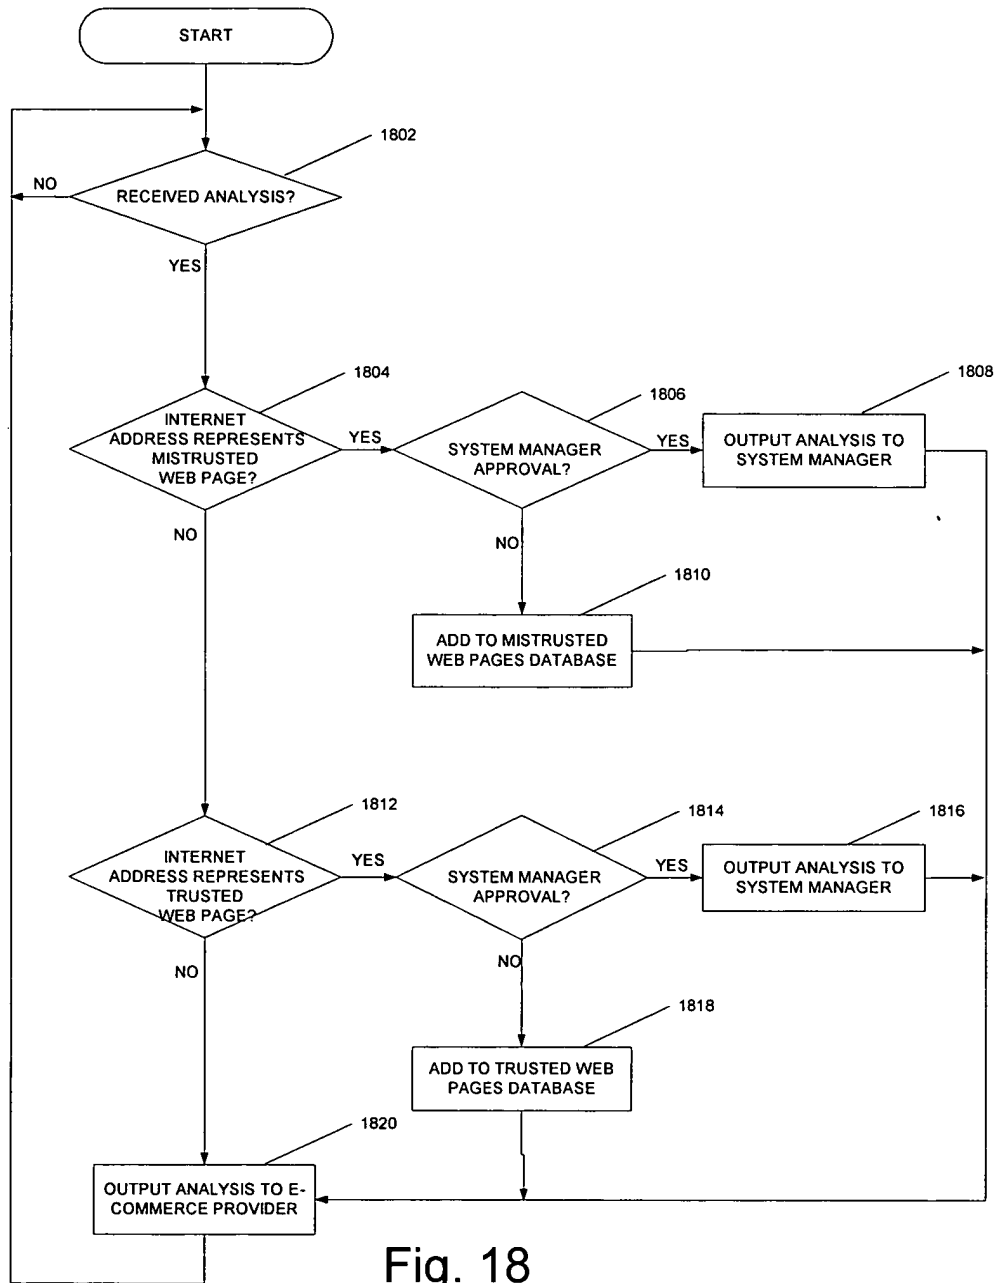 START
1802
NO
RECEIVED ANALYSIS?
YES
1804
INTERNET
ADDRESS REPRESENTS
MISTRUSTED
WEB PAGE?
YES
1806
SYSTEM MANAGER
APPROVAL?
YES
1808
OUTPUT ANALYSIS TO
SYSTEM MANAGER
NO
NO
1810
ADD TO MISTRUSTED
WEB PAGES DATABASE
1812
INTERNET
ADDRESS REPRESENTS
TRUSTED
WEB PAGE?
YES
1814
SYSTEM MANAGER
APPROVAL?
YES
1816
OUTPUT ANALYSIS TO
SYSTEM MANAGER
NO
NO
1818
ADD TO TRUSTED WEB
PAGES DATABASE
1820
OUTPUT ANALYSIS TO E-
COMMERCE PROVIDER
Fig. 18